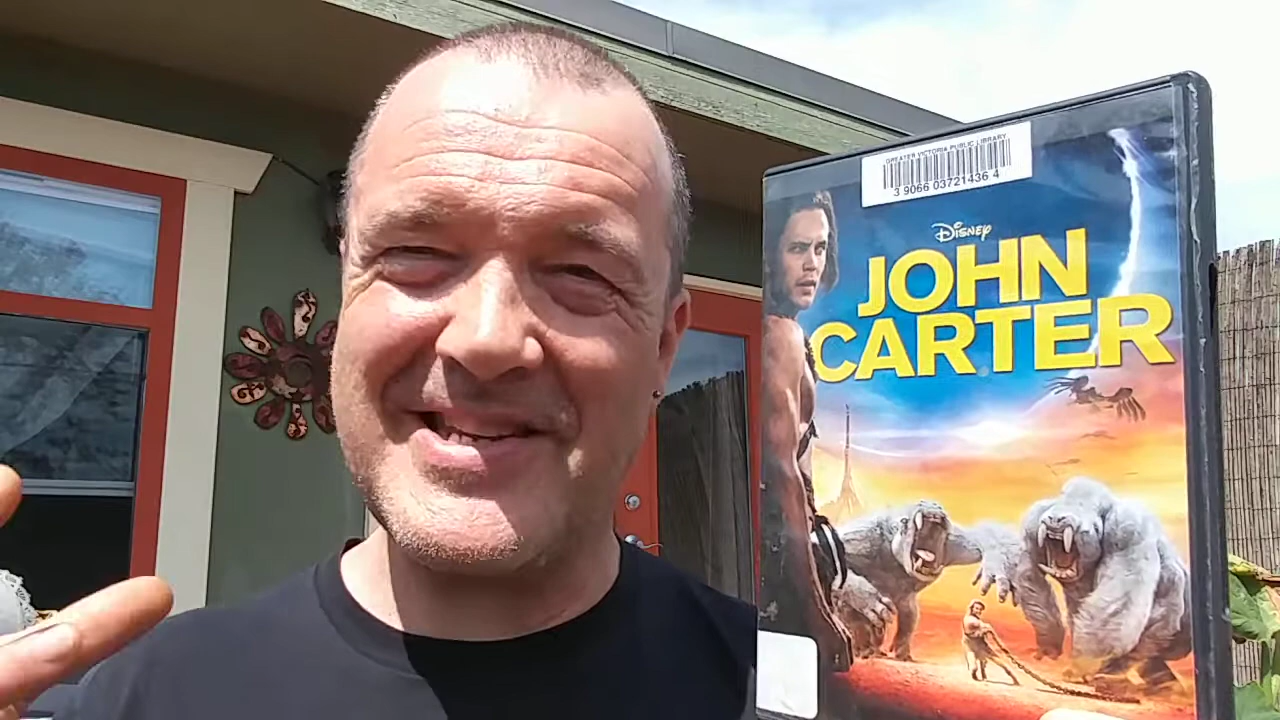 GREATER VICTORIA PUBLIC LIBRARY
3 9066 03721436 4
DISNEY
JOHN
CARTER